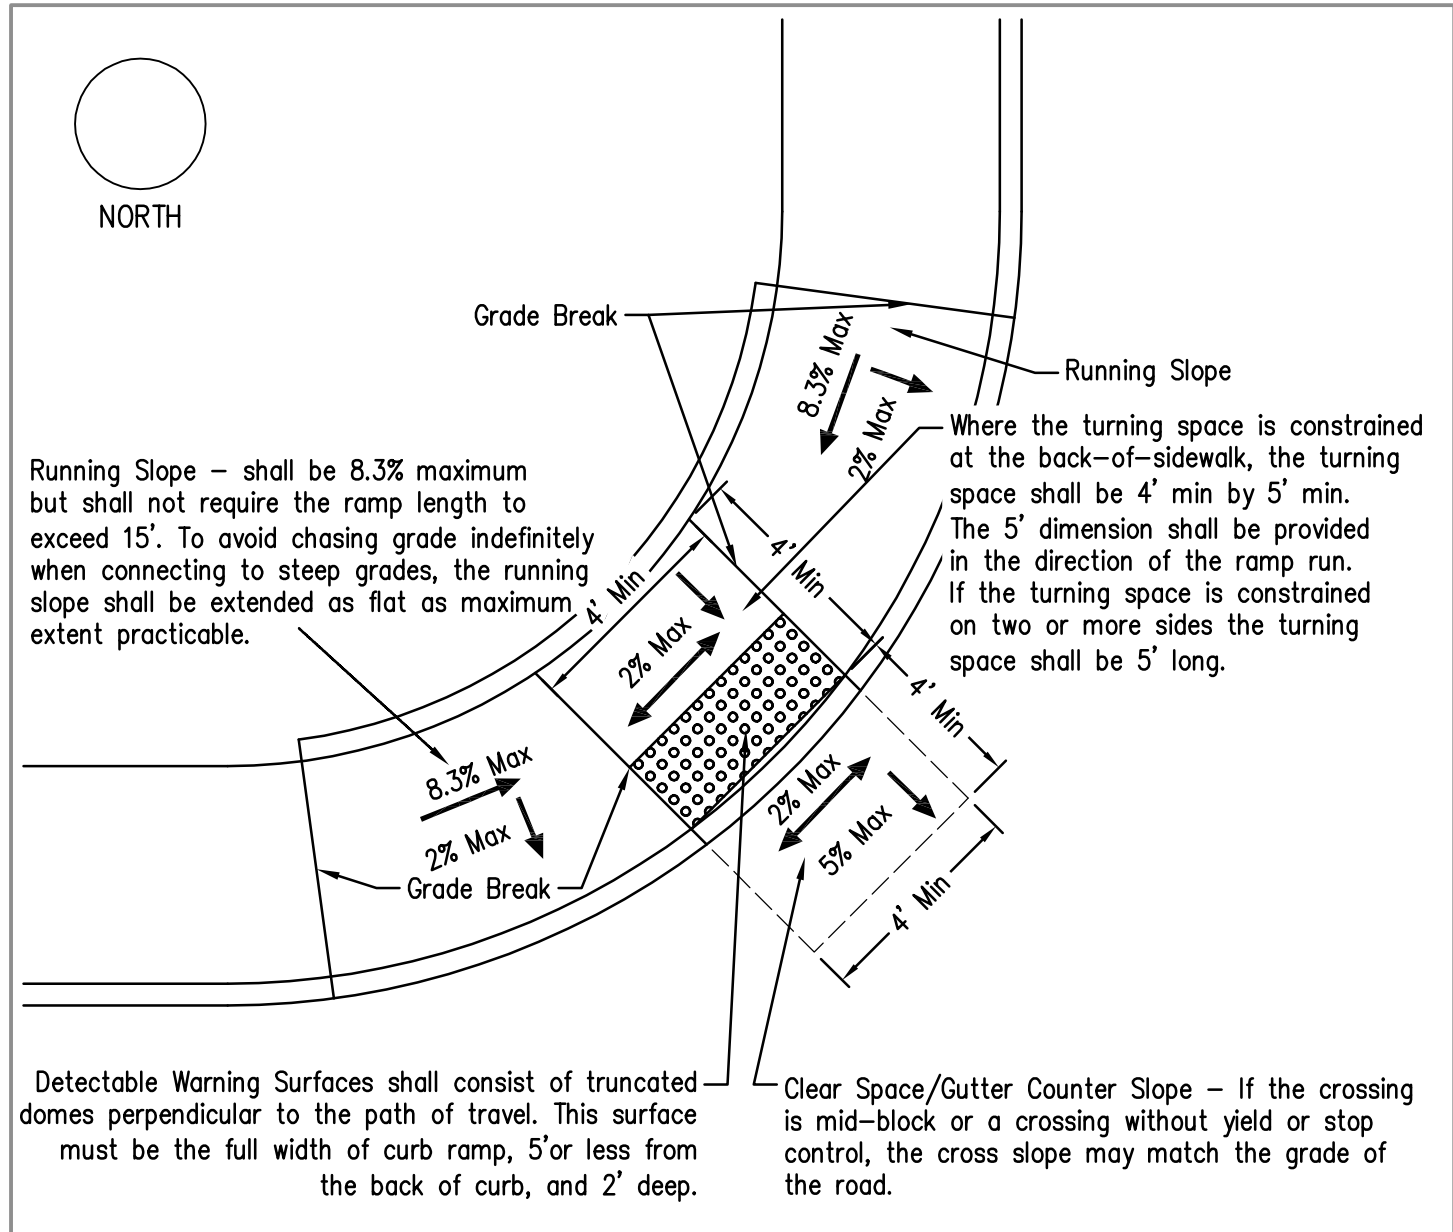 NORTH
Grade Break
8.3% Max
2% Max
Running Slope
Where the turning space is constrained
at the back-of-sidewalk, the turning
space shall be 4' min by 5' min.
The 5' dimension shall be provided
in the direction of the ramp run.
If the turning space is constrained
on two or more sides the turning
space shall be 5' long.
Running Slope - shall be 8.3% maximum
but shall not require the ramp length to
exceed 15'. To avoid chasing grade indefinitely
when connecting to steep grades, the running
slope shall be extended as flat as maximum
extent practicable.
4' Min
4' Min
2% Max
4' Min
8.3% Max
2% Max
Grade Break
2% Max
5% Max
4' Min
Detectable Warning Surfaces shall consist of truncated
domes perpendicular to the path of travel. This surface
must be the full width of curb ramp, 5'or less from
the back of curb, and 2' deep.
Clear Space/Gutter Counter Slope - If the crossing
is mid-block or a crossing without yield or stop
control, the cross slope may match the grade of
the road.